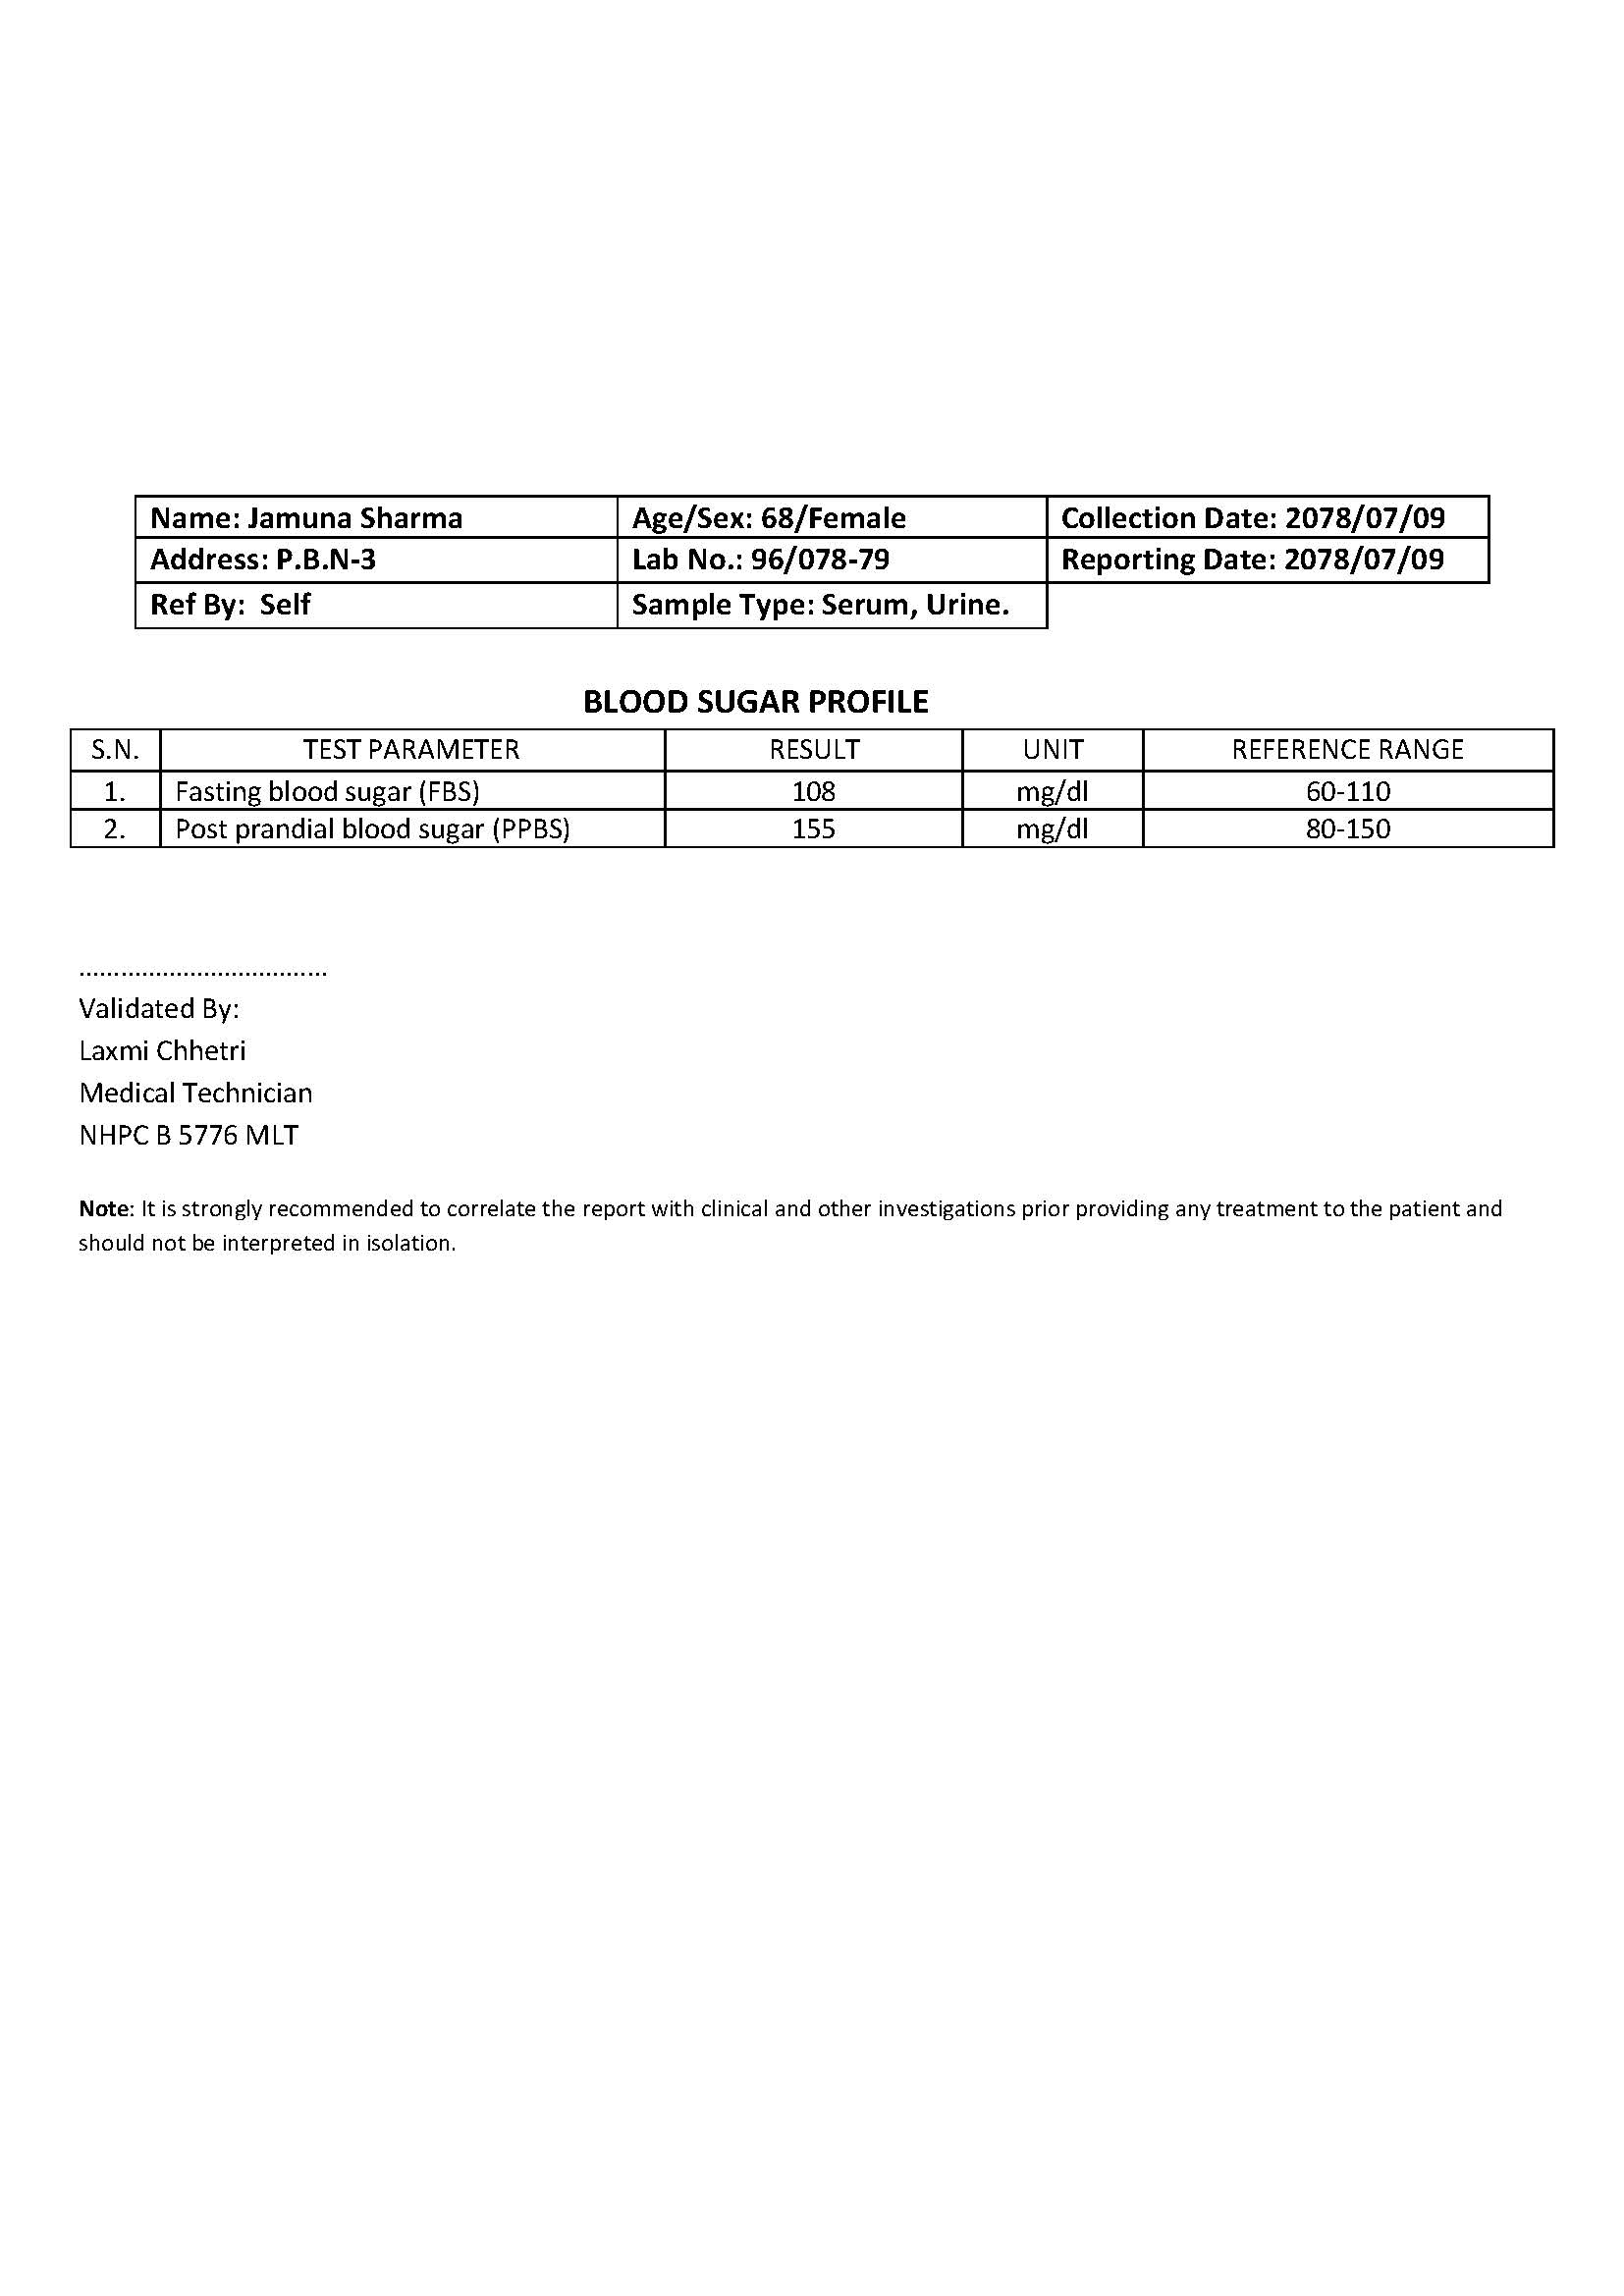 Name: Jamuna Sharma Age/Sex: 68/Female Collection Date: 2078/07/09
Address: P.B.N-3 Lab No.: 96/078-79 Reporting Date: 2078/07/09
Ref By:  Self Sample Type: Serum, Urine.
BLOOD SUGAR PROFILE
S.N. TEST PARAMETER RESULT UNIT REFERENCE RANGE
1. Fasting blood sugar (FBS) 108 mg/dl 60-110
2. Post prandial blood sugar (PPBS) 155 mg/dl 80-150
....................................
Validated By:
Laxmi Chhetri
Medical Technician
NHPC B 5776 MLT
Note: It is strongly recommended to correlate the report with clinical and other investigations prior providing any treatment to the patient and
should not be interpreted in isolation.